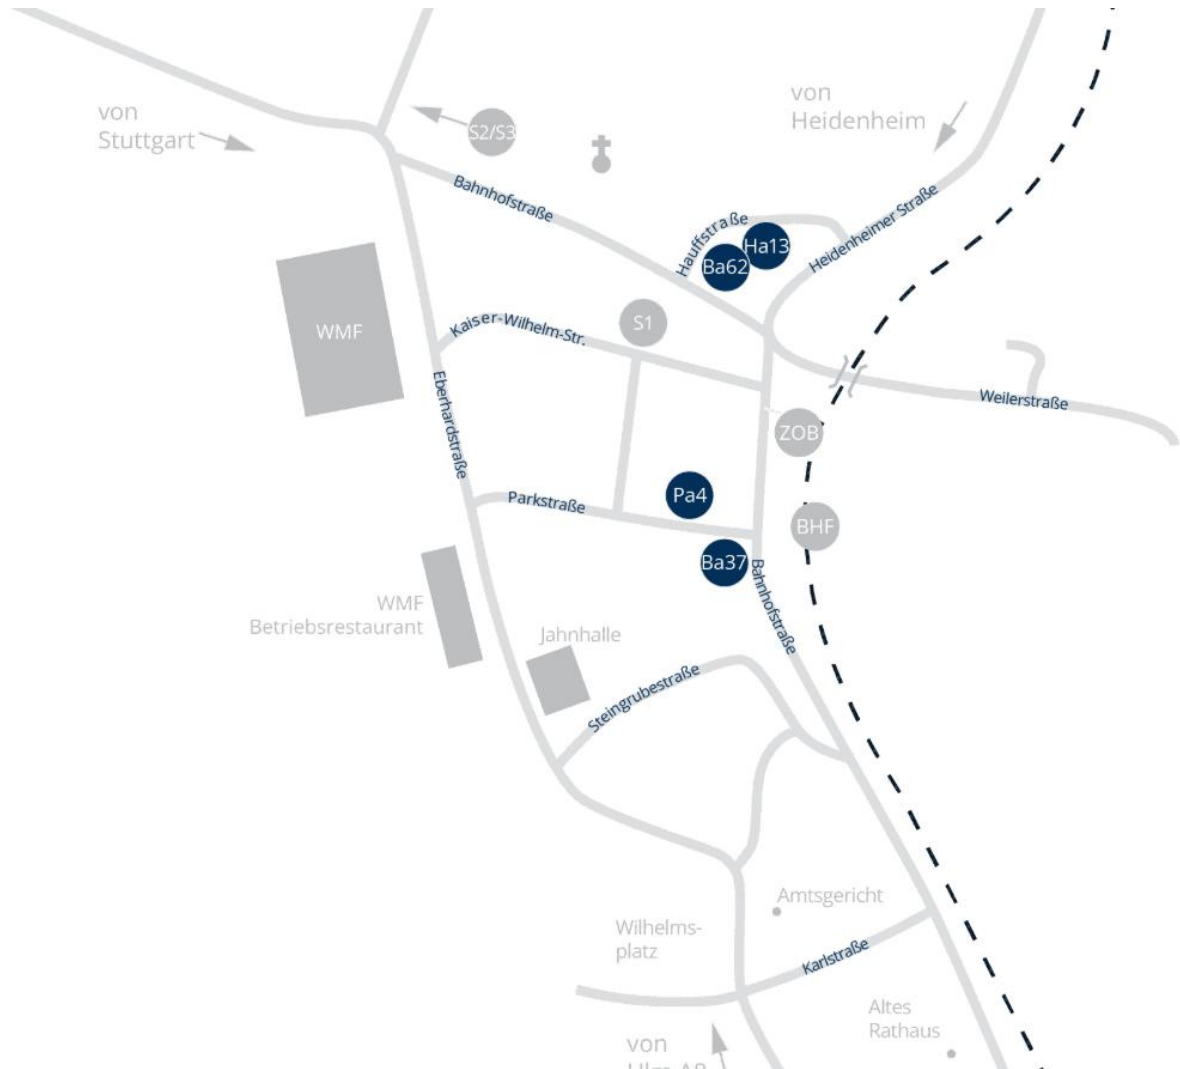 von
Stuttgart
S2/S3
von
Heidenheim
Bahnhofstraße
Hauffstraße
Ha13
Ba62
Heidenheimer Straße
WMF
Kaiser-Wilhelm-Str.
S1
Eberhardstraße
Weilerstraße
ZOB
Parkstraße
Pa4
BHF
Ba37
Bahnhofstraße
WMF
Betriebsrestaurant
Jahnhalle
Steingrubestraße
Amtsgericht
Wilhelms-
platz
Karlstraße
Altes
Rathaus
von